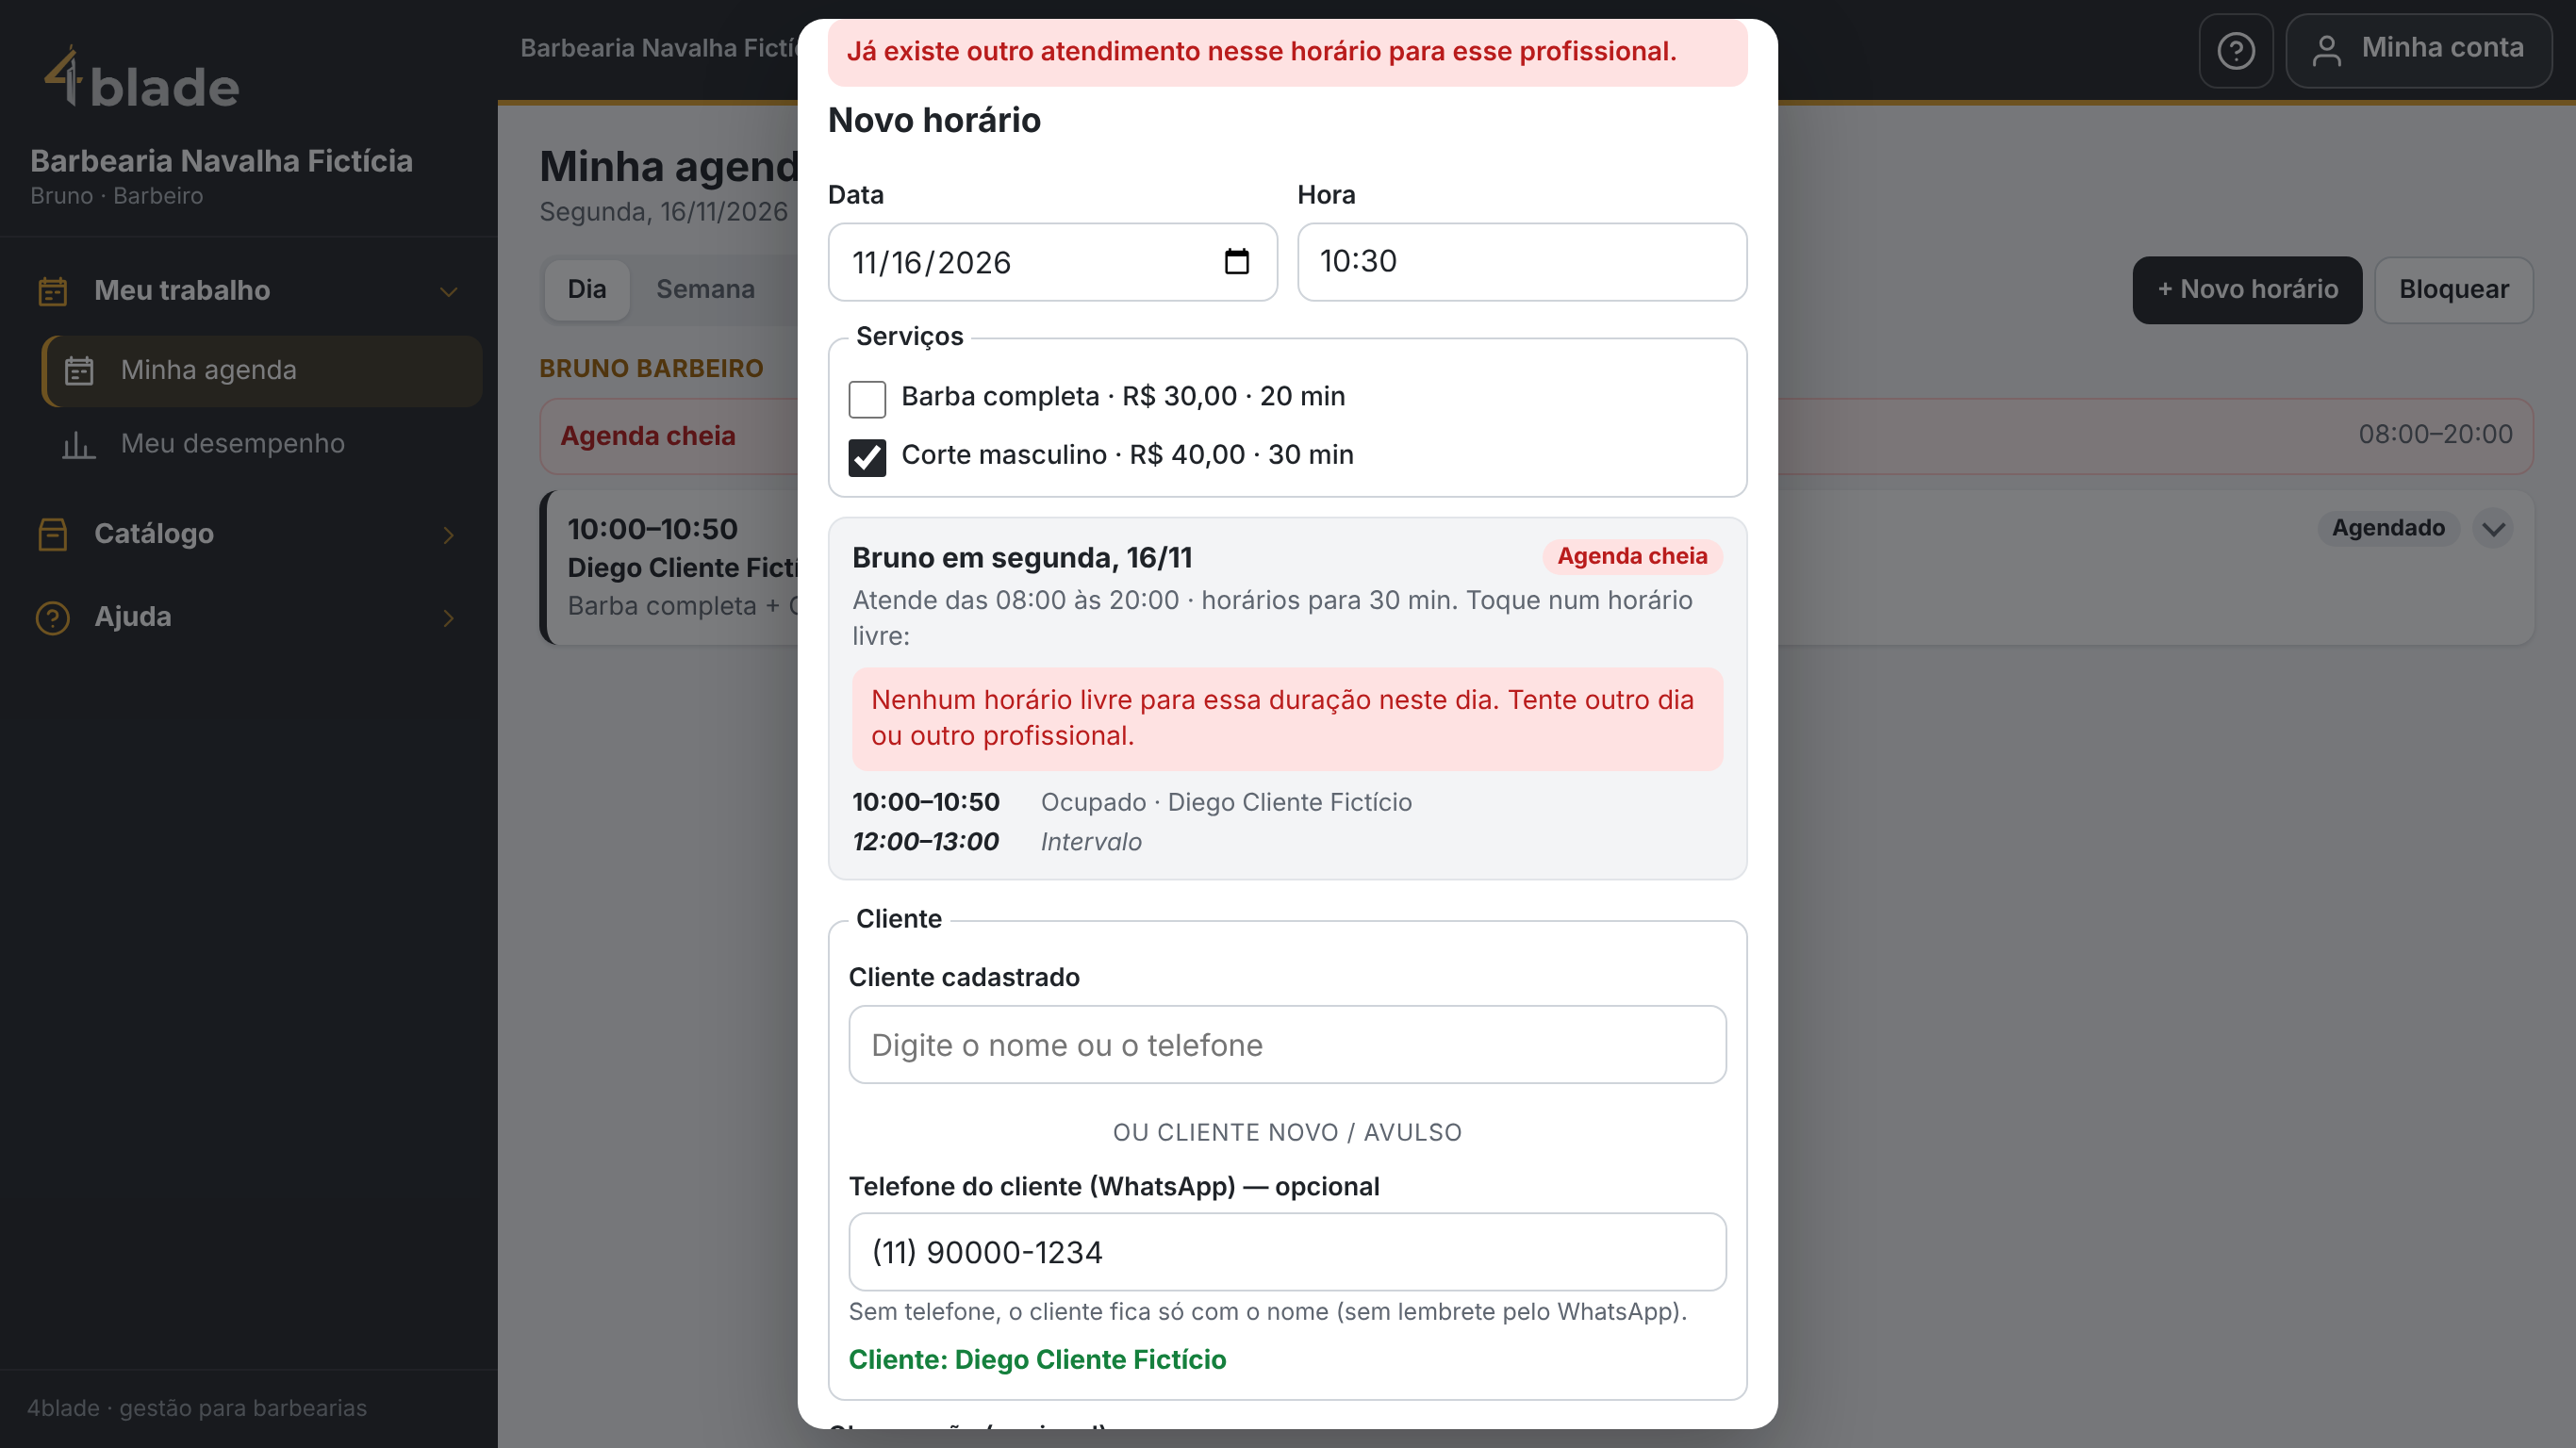 4blade
Barbearia Navalha Fictícia
Bruno · Barbeiro
Meu trabalho
Minha agenda
Meu desempenho
Catálogo
Ajuda
4blade · gestão para barbearias
Barbearia Navalha Fictíc
Minha conta
Minha agend
Segunda, 16/11/2026
Dia
Semana
+ Novo horário
Bloquear
BRUNO BARBEIRO
Agenda cheia
08:00–20:00
10:00–10:50
Diego Cliente Fictí
Barba completa +
Agendado
Já existe outro atendimento nesse horário para esse profissional.
Novo horário
Data
Hora
11/16/2026
10:30
Serviços
Barba completa · R$ 30,00 · 20 min
Corte masculino · R$ 40,00 · 30 min
Bruno em segunda, 16/11
Agenda cheia
Atende das 08:00 às 20:00 · horários para 30 min. Toque num horário
livre:
Nenhum horário livre para essa duração neste dia. Tente outro dia
ou outro profissional.
10:00–10:50 Ocupado · Diego Cliente Fictício
12:00–13:00 Intervalo
Cliente
Cliente cadastrado
Digite o nome ou o telefone
OU CLIENTE NOVO / AVULSO
Telefone do cliente (WhatsApp) — opcional
(11) 90000-1234
Sem telefone, o cliente fica só com o nome (sem lembrete pelo WhatsApp).
Cliente: Diego Cliente Fictício